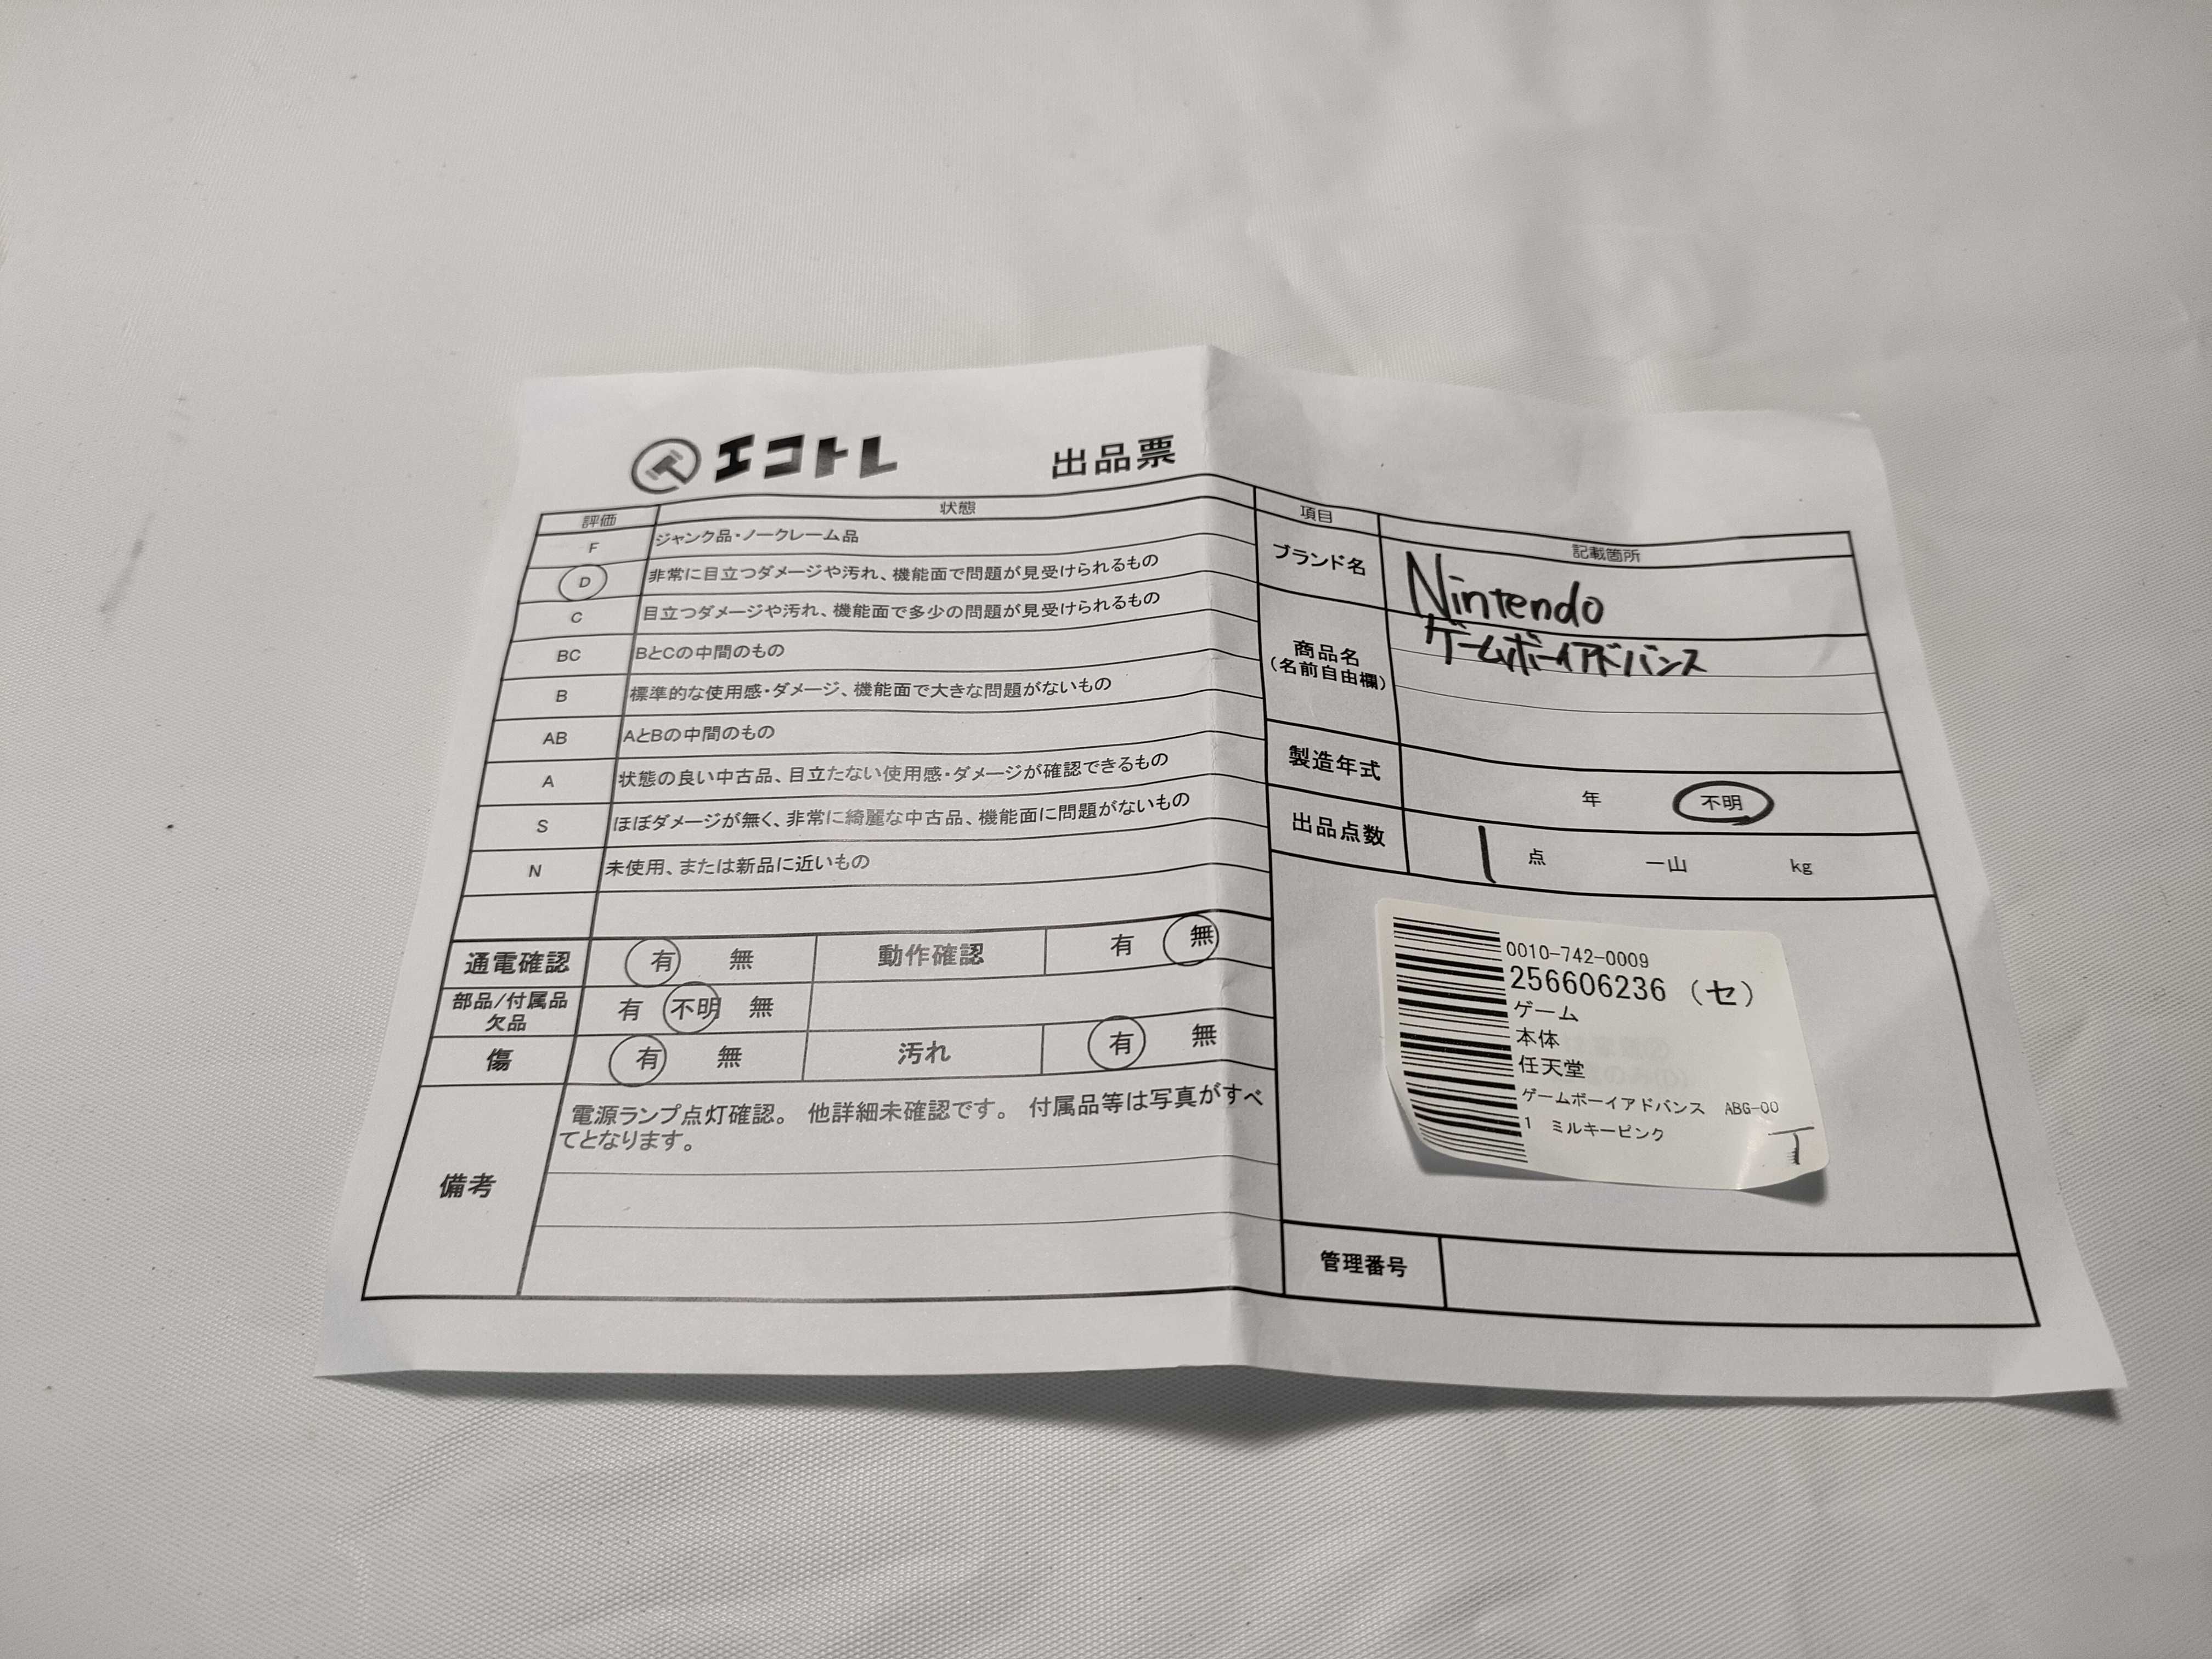 エコトレ 出品票
評価 状態
F ジャンク品・ノークレーム品
D 非常に目立つダメージや汚れ、機能面で問題が見受けられるもの
C 目立つダメージや汚れ、機能面で多少の問題が見受けられるもの
BC BとCの中間のもの
B 標準的な使用感・ダメージ、機能面で大きな問題がないもの
AB AとBの中間のもの
A 状態の良い中古品、目立たない使用感・ダメージが確認できるもの
S ほぼダメージが無く、非常に綺麗な中古品、機能面に問題がないもの
N 未使用、または新品に近いもの
通電確認 有 無 動作確認 有 無
部品/付属品
欠品 有 不明 無
傷 有 無 汚れ 有 無
備考
電源ランプ点灯確認。 他詳細未確認です。 付属品等は写真がすべ
てとなります。
項目 記載箇所
ブランド名 Nintendo
商品名
(名前自由欄)
ゲームボーイアドバンス
製造年式 年 不明
出品点数 1 点 一山 kg
0010-742-0009
256606236 (セ)
ゲーム
本体
任天堂
ゲームボーイアドバンス ABG-00
1 ミルキーピンク
管理番号